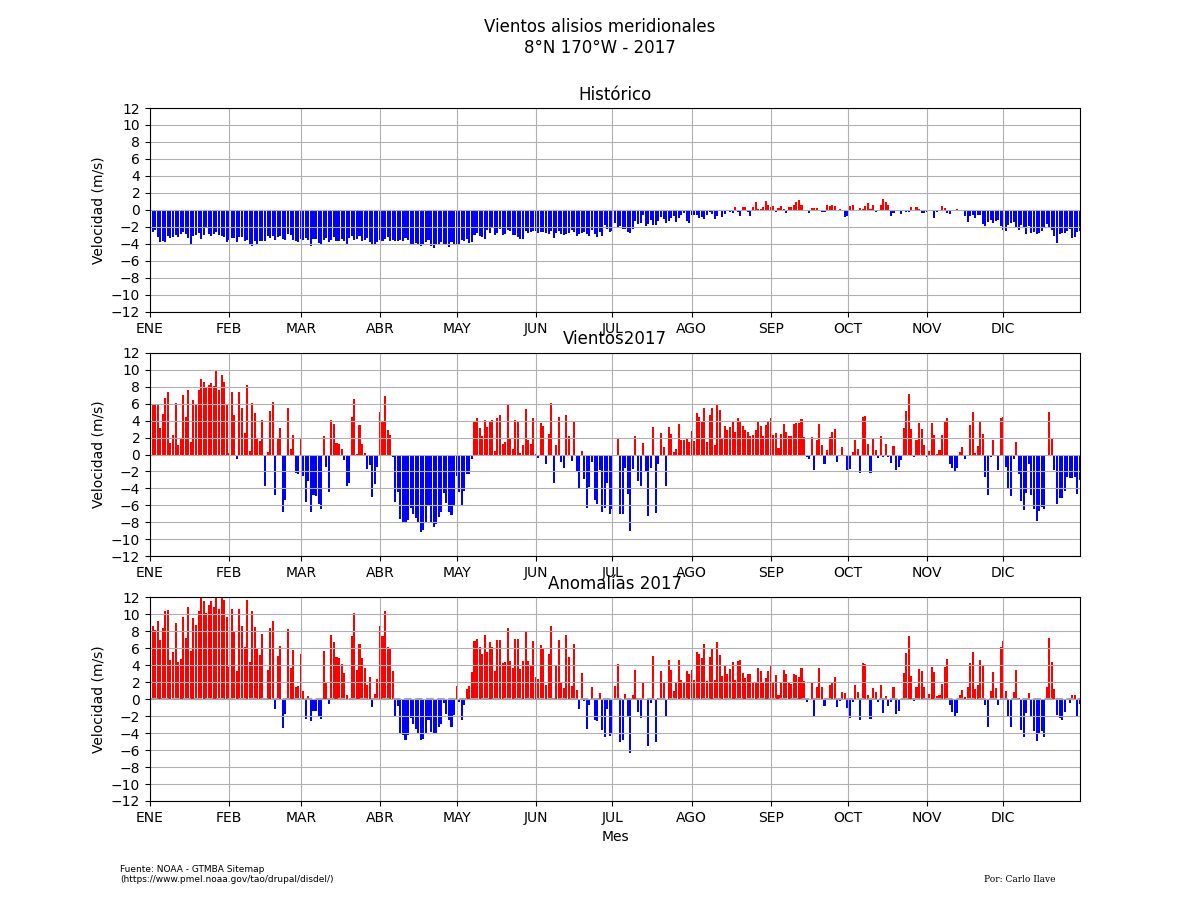 Vientos alisios meridionales
8°N 170°W - 2017
Histórico
12
10
8
6
4
2
0
−2
−4
−6
−8
−10
−12
Velocidad (m/s)
ENE FEB MAR ABR MAY JUN JUL AGO SEP OCT NOV DIC
Vientos2017
12
10
8
6
4
2
0
−2
−4
−6
−8
−10
−12
Velocidad (m/s)
ENE FEB MAR ABR MAY JUN JUL AGO SEP OCT NOV DIC
Anomalías 2017
12
10
8
6
4
2
0
−2
−4
−6
−8
−10
−12
Velocidad (m/s)
ENE FEB MAR ABR MAY JUN JUL AGO SEP OCT NOV DIC
Mes
Fuente: NOAA - GTMBA Sitemap
(https://www.pmel.noaa.gov/tao/drupal/disdel/)
Por: Carlo Ilave